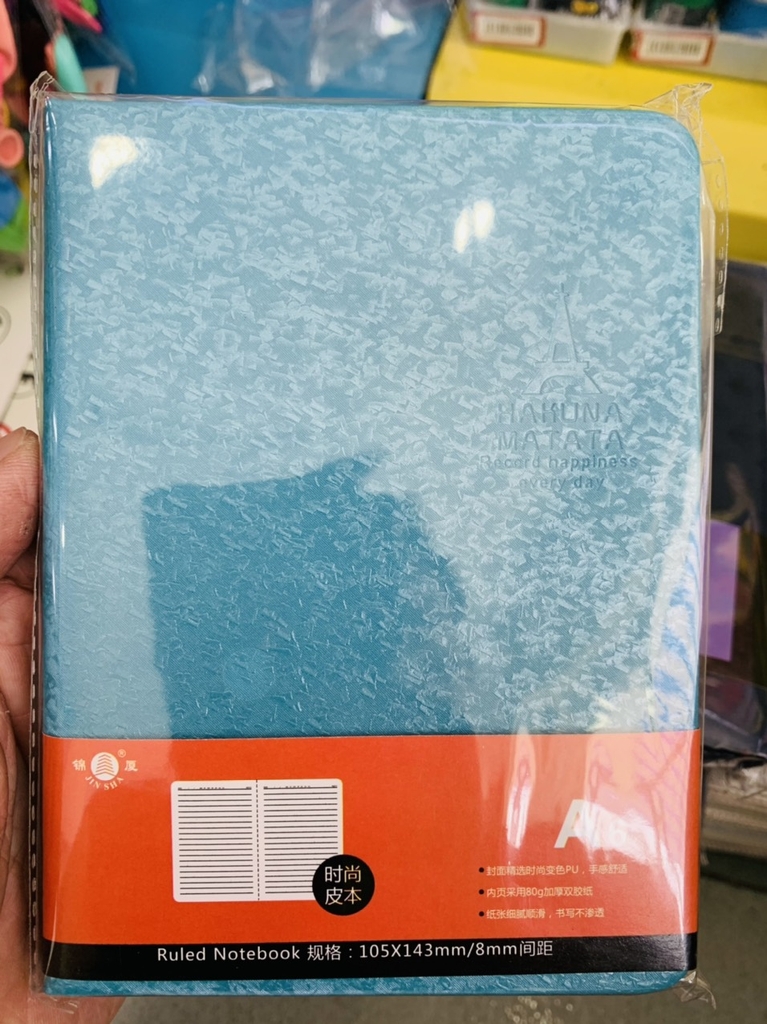 HAKUNA
MATATA
Record happiness
every day
锦 ® 厦
JIN SHA
时尚
皮本
A6
• 封面精选时尚变色PU，手感舒适
• 内页采用80g加厚双胶纸
• 纸张细腻顺滑，书写不渗透
Ruled Notebook 规格：105X143mm/8mm间距